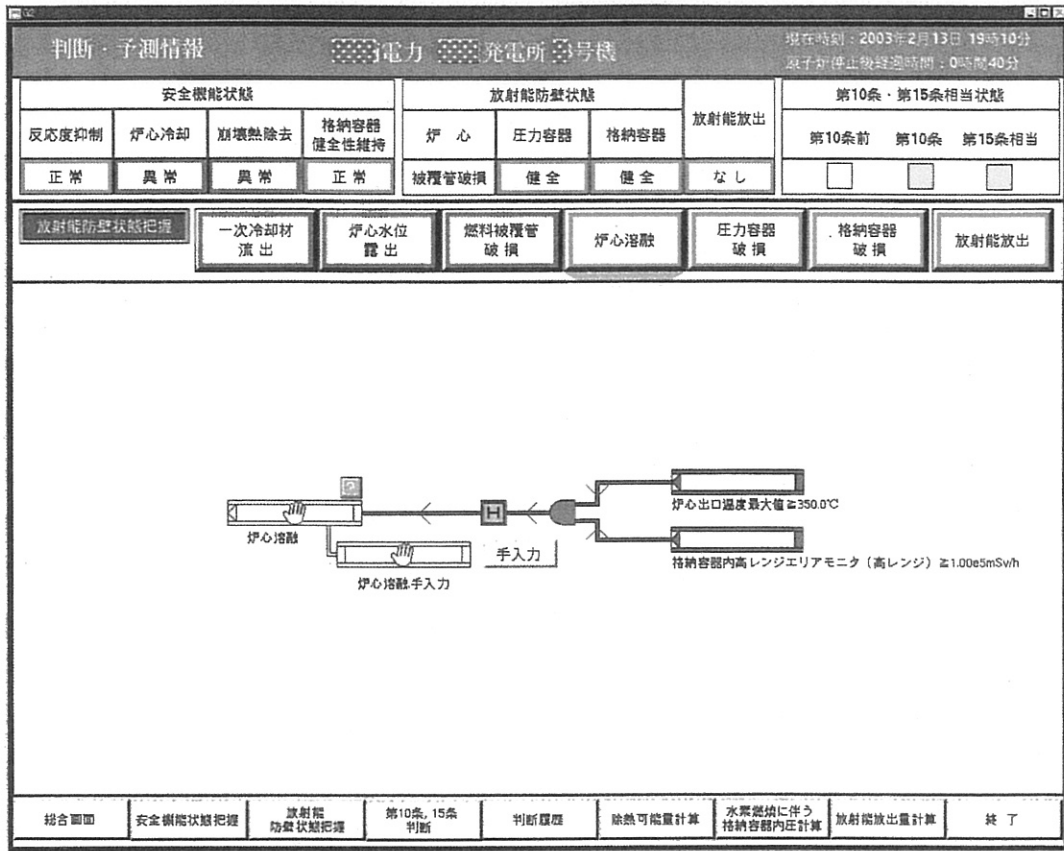 判断・予測情報
電力 発電所 号機
現在時刻：2003年2月13日 19時10分
原子炉停止後経過時間：0時間40分
安全機能状態
放射能防壁状態
放射能放出
第10条・第15条相当状態
反応度抑制
炉心冷却
崩壊熱除去
格納容器
健全性維持
炉 心
圧力容器
格納容器
第10条前
第10条
第15条相当
正 常
異 常
異 常
正 常
被覆管破損
健 全
健 全
な し
放射能防壁状態把握
一次冷却材
流 出
炉心水位
露 出
燃料被覆管
破 損
炉心溶融
圧力容器
破 損
格納容器
破 損
放射能放出
?
H
炉心出口温度最大値≧350.0℃
炉心溶融
手入力
格納容器内高レンジエリアモニタ（高レンジ）≧1.00e5mSv/h
炉心溶融手入力
総合画面
安全機能状態把握
放射能
防壁状態把握
第10条,15条
判断
判断履歴
除熱可能量計算
水素燃焼に伴う
格納容器内圧計算
放射能放出量計算
終 了